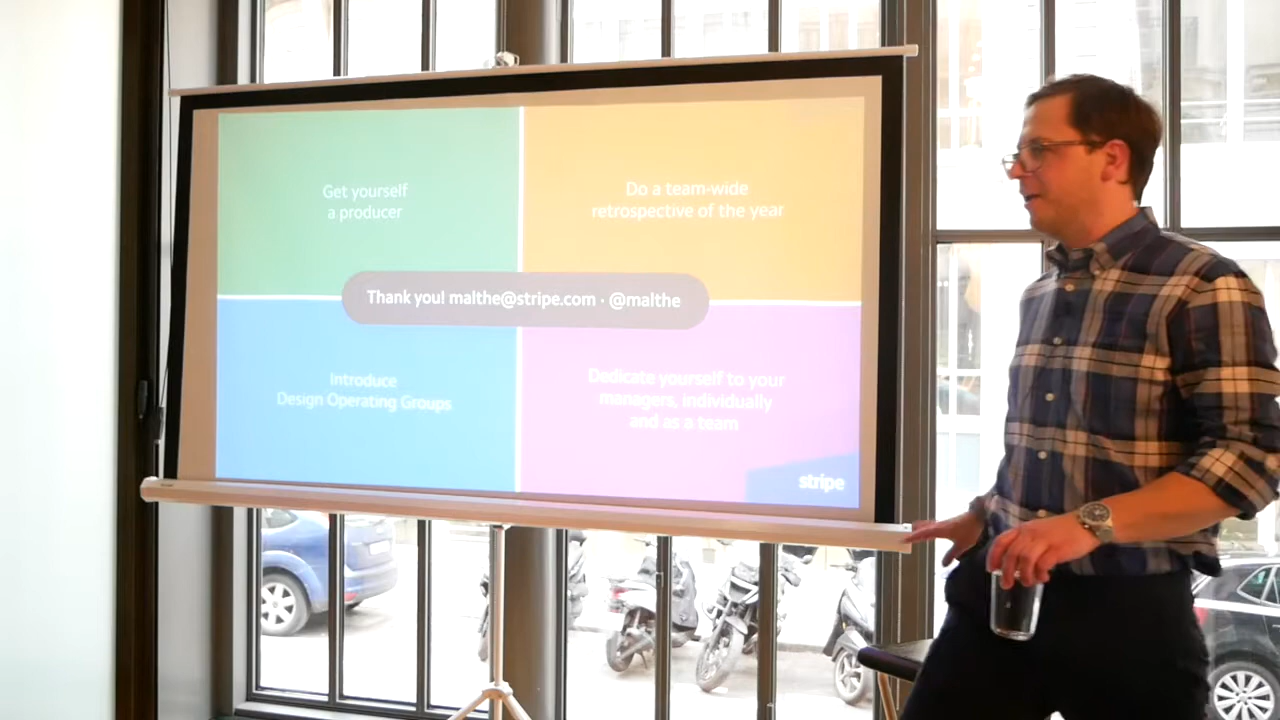 Get yourself
a producer
Do a team-wide
retrospective of the year
Thank you! malthe@stripe.com · @malthe
Introduce
Design Operating Groups
Dedicate yourself to your
managers, individually
and as a team
stripe